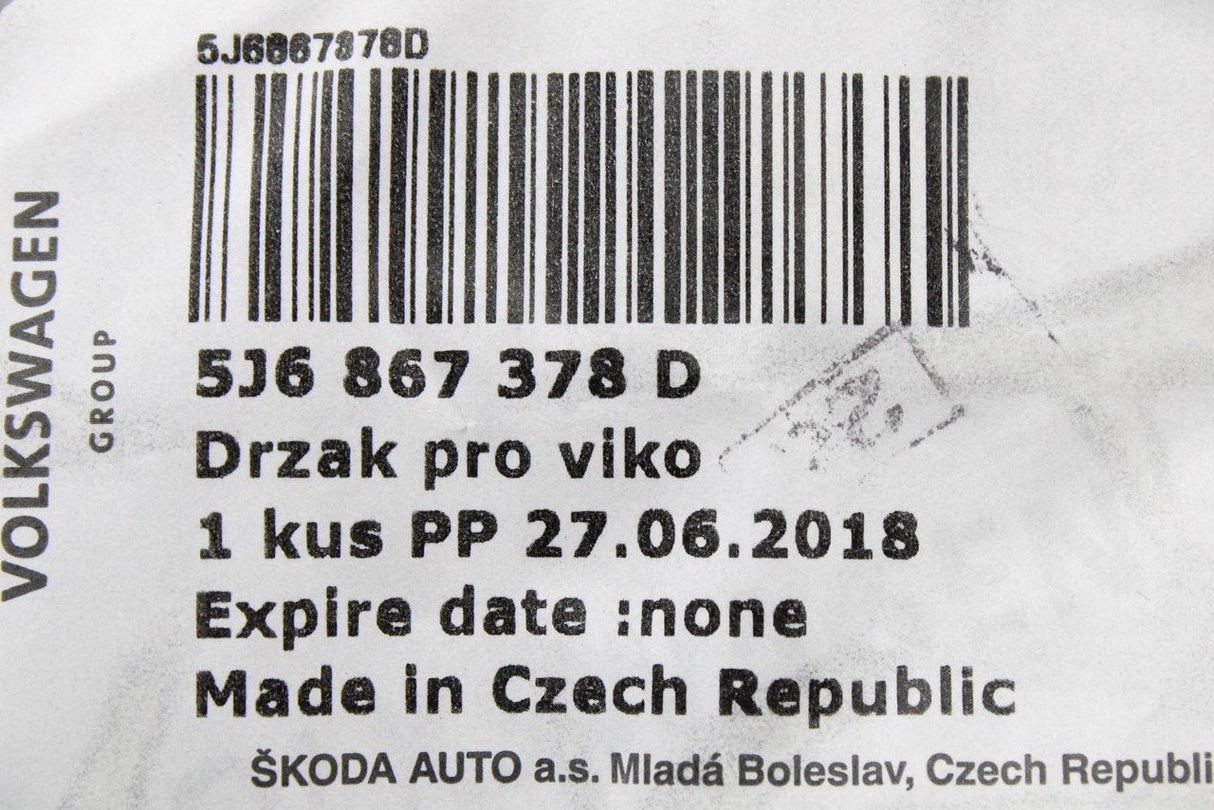 5J6867378D
5J6 867 378 D
Drzak pro viko
1 kus PP 27.06.2018
Expire date :none
Made in Czech Republic
ŠKODA AUTO a.s. Mladá Boleslav, Czech Republi
VOLKSWAGEN
GROUP